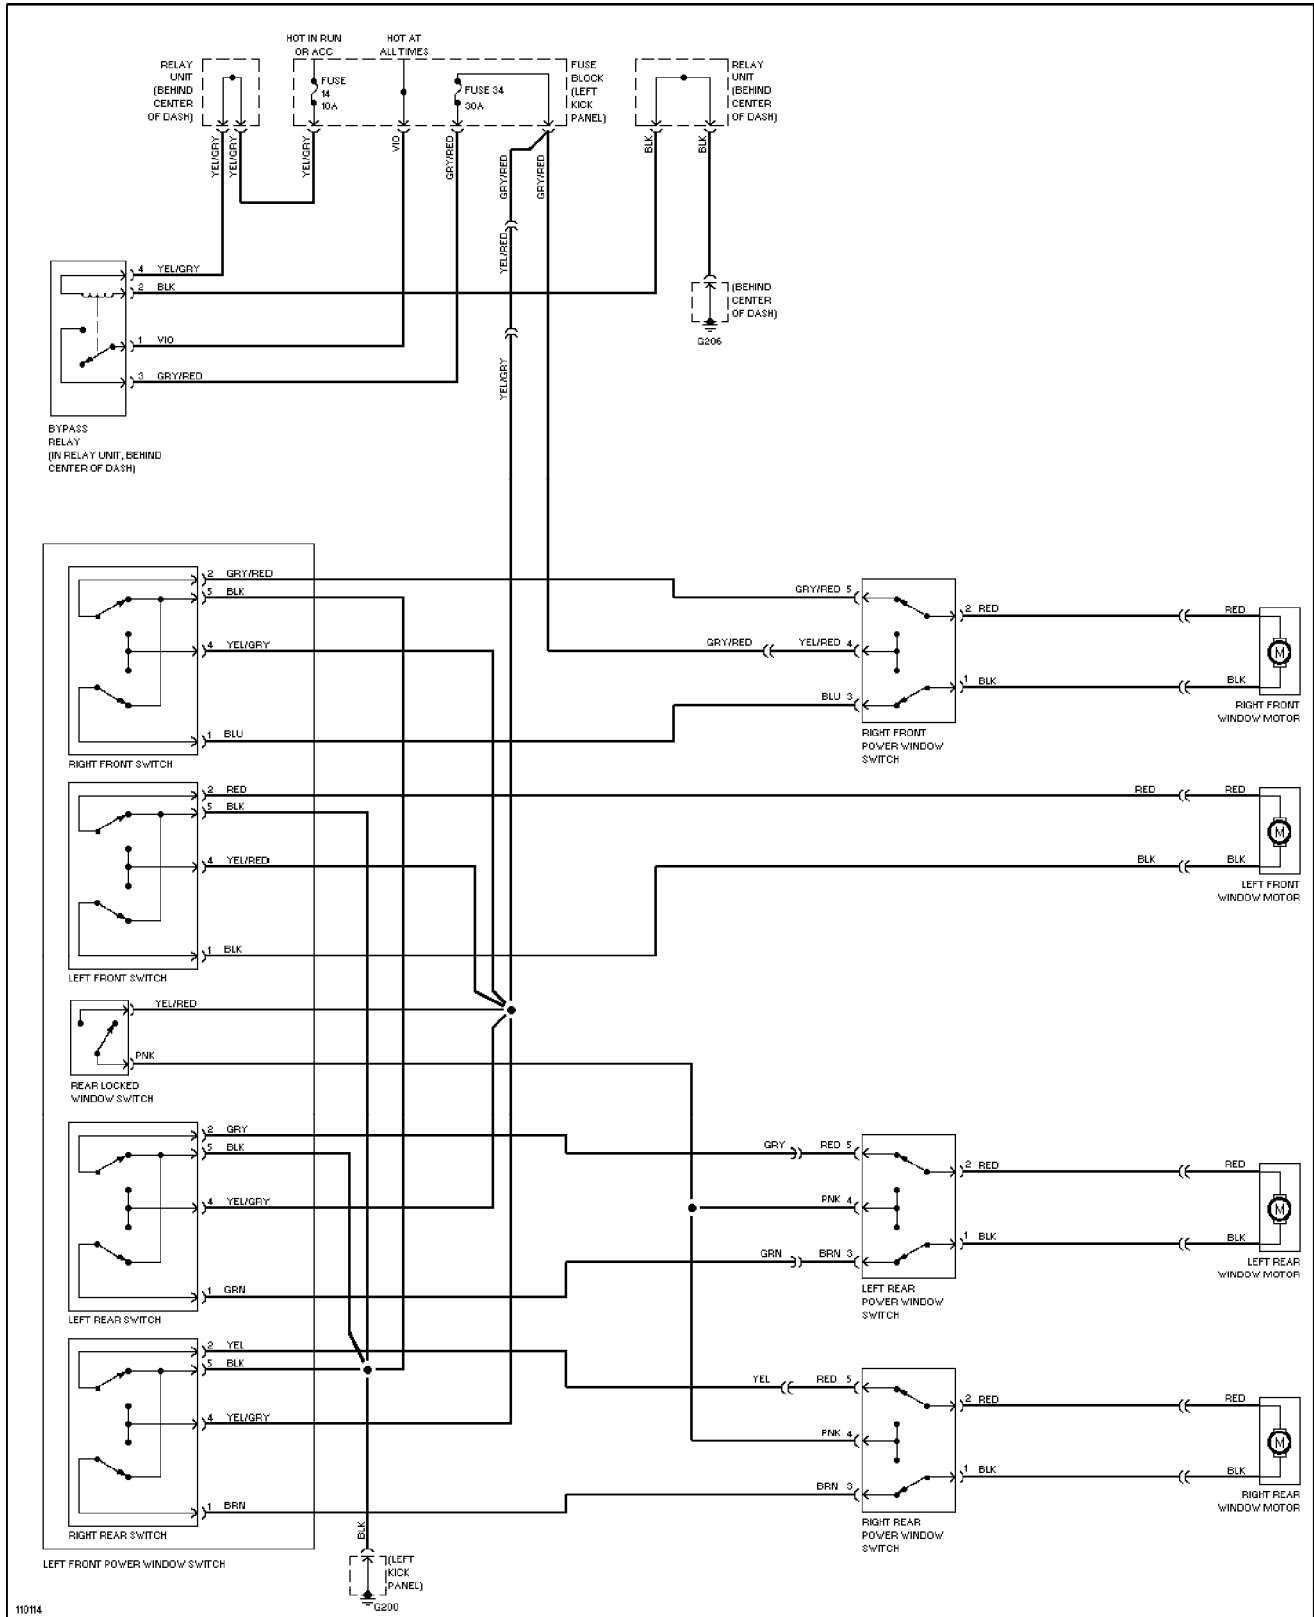 HOT IN RUN
OR ACC
HOT AT
ALL TIMES
RELAY
UNIT
(BEHIND
CENTER
OF DASH)
FUSE
14
10A
FUSE 34
30A
FUSE
BLOCK
(LEFT
KICK
PANEL)
RELAY
UNIT
(BEHIND
CENTER
OF DASH)
YEL/GRY
YEL/GRY
YEL/GRY
VIO
GRY/RED
GRY/RED
GRY/RED
BLK
BLK
YEL/RED
YEL/GRY
4 YEL/GRY
2 BLK
1 VIO
3 GRY/RED
(BEHIND
CENTER
OF DASH)
G206
BYPASS
RELAY
(IN RELAY UNIT, BEHIND
CENTER OF DASH)
2 GRY/RED
5 BLK
4 YEL/GRY
1 BLU
RIGHT FRONT SWITCH
GRY/RED 5
GRY/RED
YEL/RED 4
BLU 3
2 RED
1 BLK
RED
BLK
RIGHT FRONT
POWER WINDOW
SWITCH
RIGHT FRONT
WINDOW MOTOR
2 RED
5 BLK
4 YEL/RED
1 BLK
LEFT FRONT SWITCH
RED
RED
BLK
BLK
LEFT FRONT
WINDOW MOTOR
M
M
YEL/RED
PNK
REAR LOCKED
WINDOW SWITCH
2 GRY
5 BLK
4 YEL/GRY
1 GRN
LEFT REAR SWITCH
GRY
RED 5
PNK 4
GRN
BRN 3
2 RED
1 BLK
RED
M
BLK
LEFT REAR
POWER WINDOW
SWITCH
LEFT REAR
WINDOW MOTOR
2 YEL
5 BLK
4 YEL/GRY
1 BRN
RIGHT REAR SWITCH
YEL
RED 5
PNK 4
BRN 3
2 RED
1 BLK
RED
M
BLK
RIGHT REAR
POWER WINDOW
SWITCH
RIGHT REAR
WINDOW MOTOR
LEFT FRONT POWER WINDOW SWITCH
BLK
(LEFT
KICK
PANEL)
G200
110114